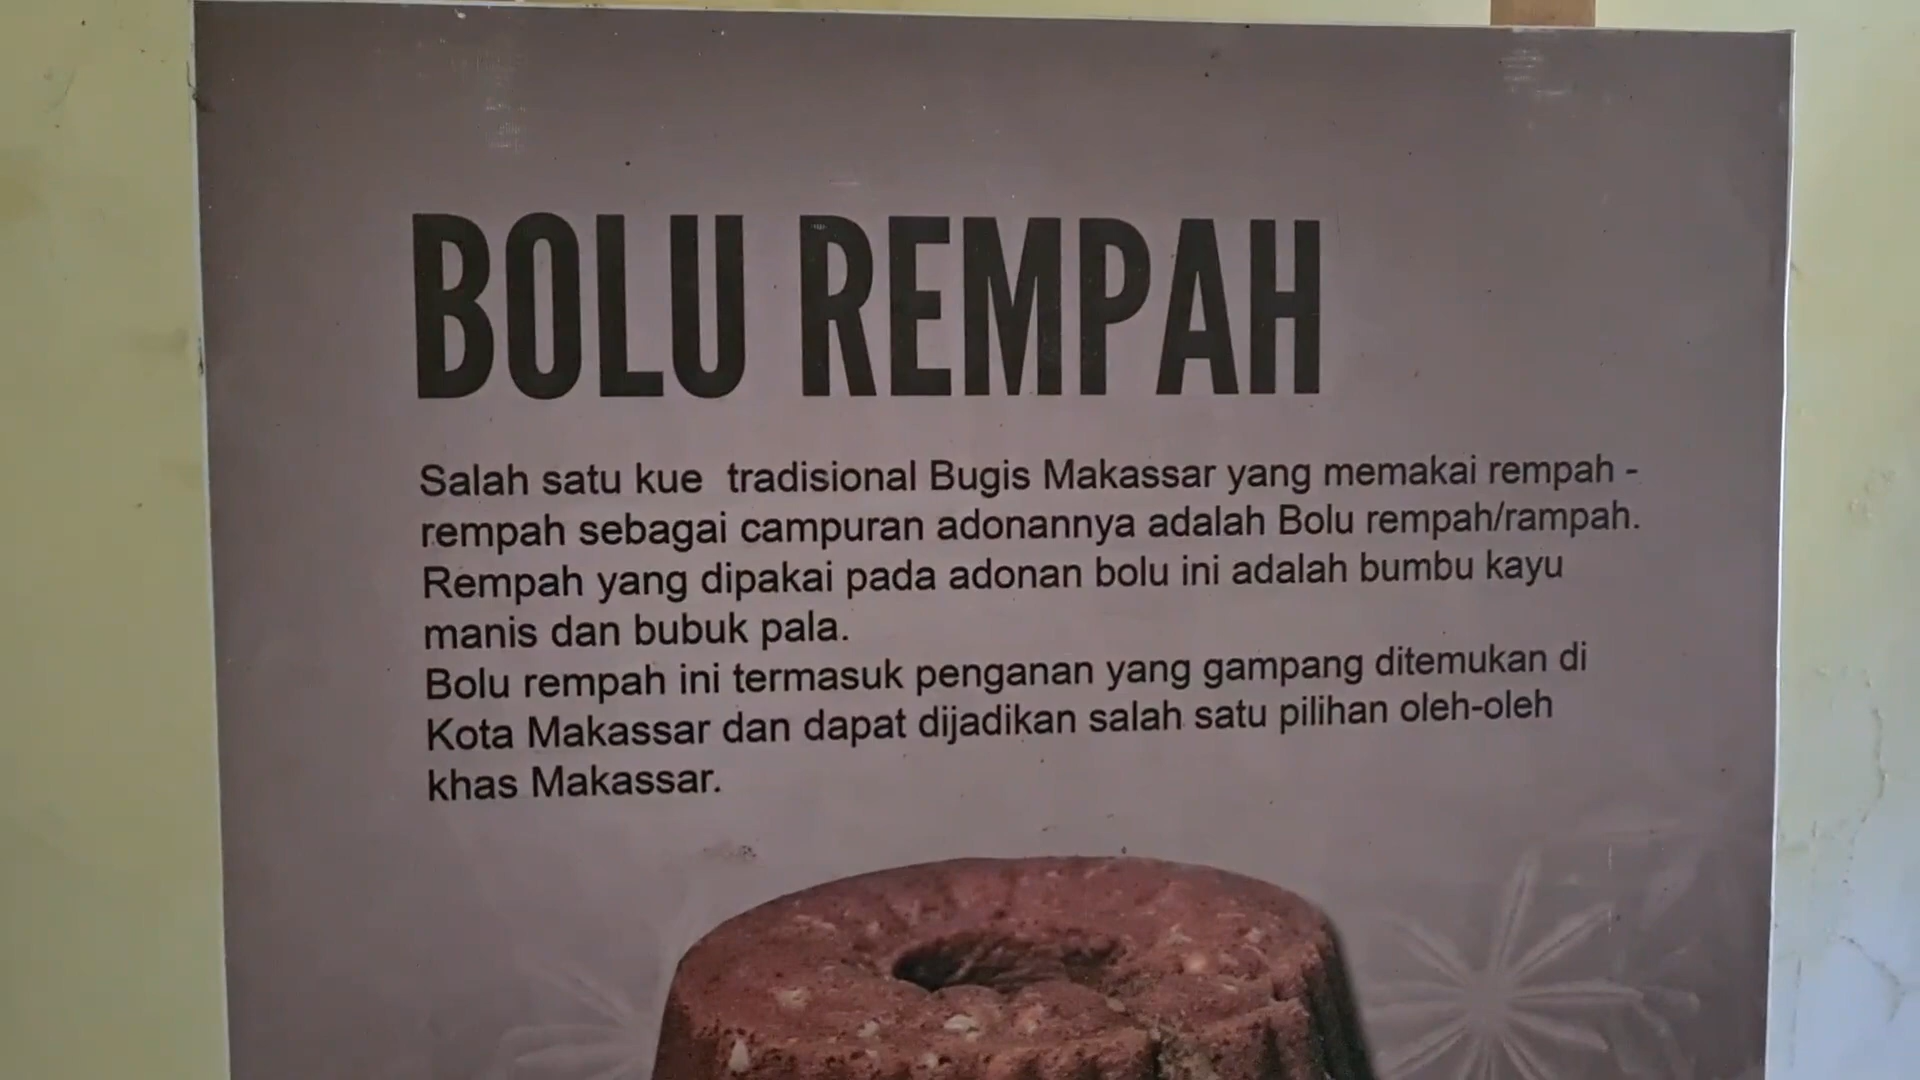 BOLU REMPAH
Salah satu kue tradisional Bugis Makassar yang memakai rempah -
rempah sebagai campuran adonannya adalah Bolu rempah/rampah.
Rempah yang dipakai pada adonan bolu ini adalah bumbu kayu
manis dan bubuk pala.
Bolu rempah ini termasuk penganan yang gampang ditemukan di
Kota Makassar dan dapat dijadikan salah satu pilihan oleh-oleh
khas Makassar.